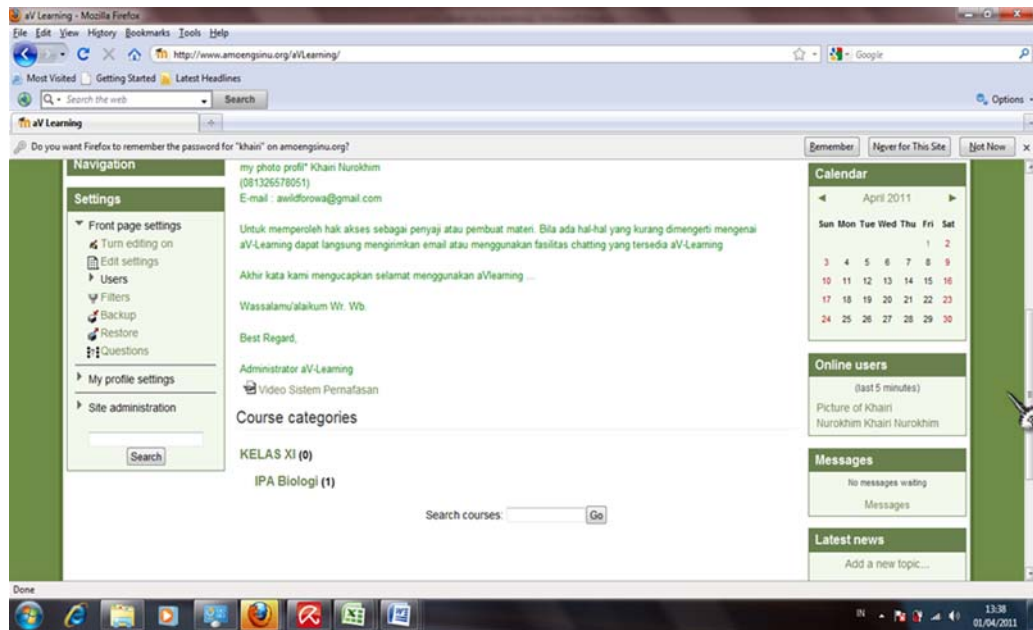 aV Learning - Mozilla Firefox
File Edit View History Bookmarks Tools Help
http://www.amoengsinu.org/aVLearning/
Google
Most Visited Getting Started Latest Headlines
Search the web Search Options
aV Learning
Do you want Firefox to remember the password for "khairi" on amoengsinu.org? Remember Never for This Site Not Now
Navigation
Settings
Front page settings
Turn editing on
Edit settings
Users
Filters
Backup
Restore
Questions
My profile settings
Site administration
Search
my photo profil" Khairi Nurokhim
(081326578051)
E-mail : awildforowa@gmail.com
Untuk memperoleh hak akses sebagai penyaji atau pembuat materi. Bila ada hal-hal yang kurang dimengerti mengenai
aV-Learning dapat langsung mengirimkan email atau menggunakan fasilitas chatting yang tersedia aV-Learning
Akhir kata kami mengucapkan selamat menggunakan aVlearning ...
Wassalamu'alaikum Wr. Wb.
Best Regard,
Administrator aV-Learning
Video Sistem Pernafasan
Course categories
KELAS XI (0)
IPA Biologi (1)
Search courses: Go
Calendar
April 2011
Sun Mon Tue Wed Thu Fri Sat
1 2
3 4 5 6 7 8 9
10 11 12 13 14 15 16
17 18 19 20 21 22 23
24 25 26 27 28 29 30
Online users
(last 5 minutes)
Picture of Khairi
Nurokhim Khairi Nurokhim
Messages
No messages waiting
Messages
Latest news
Add a new topic...
Done
IN 13:38
01/04/2011